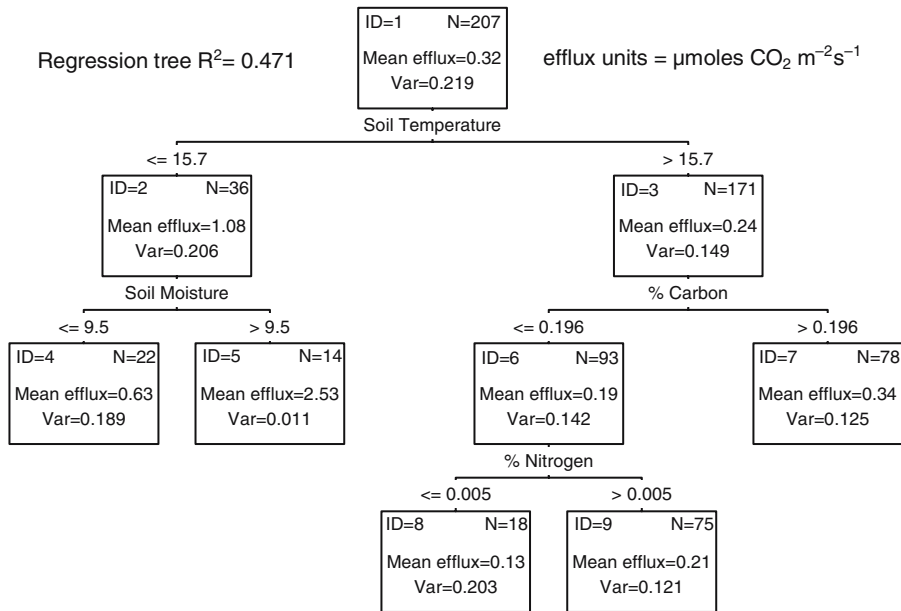 ID=1 N=207
Mean efflux=0.32
Var=0.219
Regression tree R²= 0.471
efflux units = µmoles CO₂ m⁻²s⁻¹
Soil Temperature
<= 15.7
> 15.7
ID=2 N=36
Mean efflux=1.08
Var=0.206
ID=3 N=171
Mean efflux=0.24
Var=0.149
Soil Moisture
% Carbon
<= 9.5
> 9.5
<= 0.196
> 0.196
ID=4 N=22
Mean efflux=0.63
Var=0.189
ID=5 N=14
Mean efflux=2.53
Var=0.011
ID=6 N=93
Mean efflux=0.19
Var=0.142
ID=7 N=78
Mean efflux=0.34
Var=0.125
% Nitrogen
<= 0.005
> 0.005
ID=8 N=18
Mean efflux=0.13
Var=0.203
ID=9 N=75
Mean efflux=0.21
Var=0.121